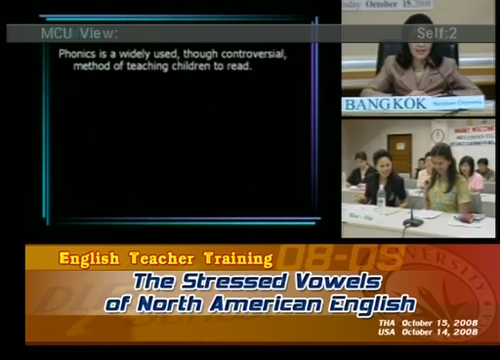 October 15, 2008
MCU View:
Self:2
Phonics is a widely used, though controversial,
method of teaching children to read.
BANGKOK
English Teacher Training
08-09
The Stressed Vowels
of North American English
THA October 15, 2008
USA October 14, 2008